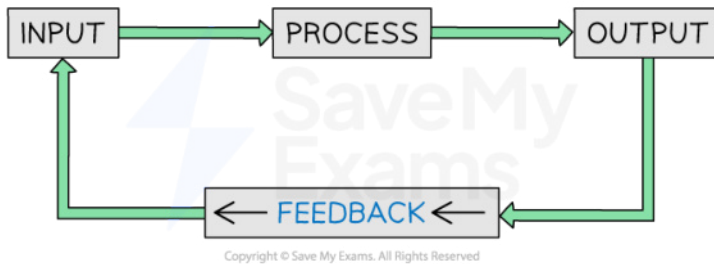 INPUT
PROCESS
OUTPUT
SaveMy
Exams
FEEDBACK
Copyright © Save My Exams. All Rights Reserved